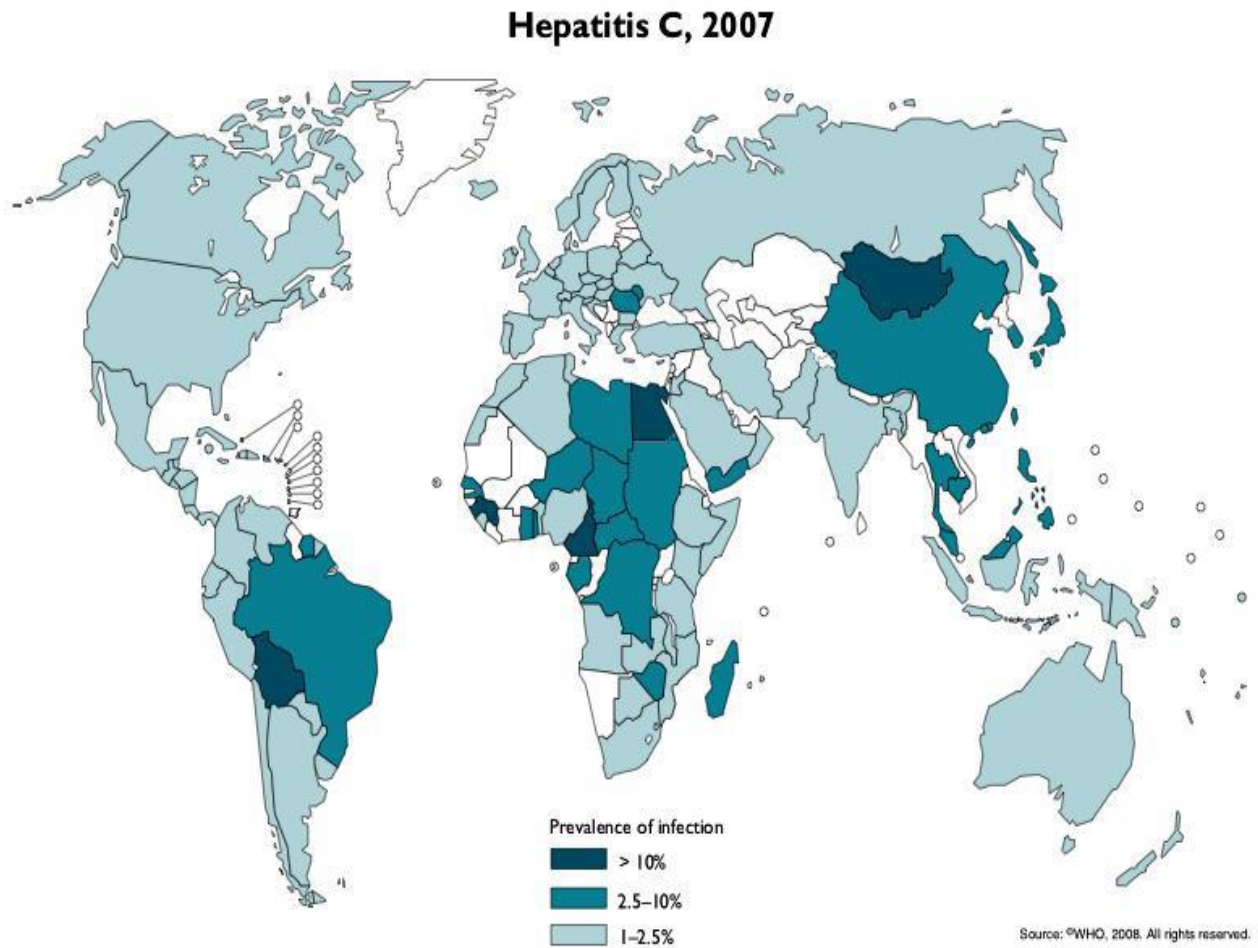 Hepatitis C, 2007
Prevalence of infection
> 10%
2.5–10%
1–2.5%
Source: ©WHO, 2008. All rights reserved.